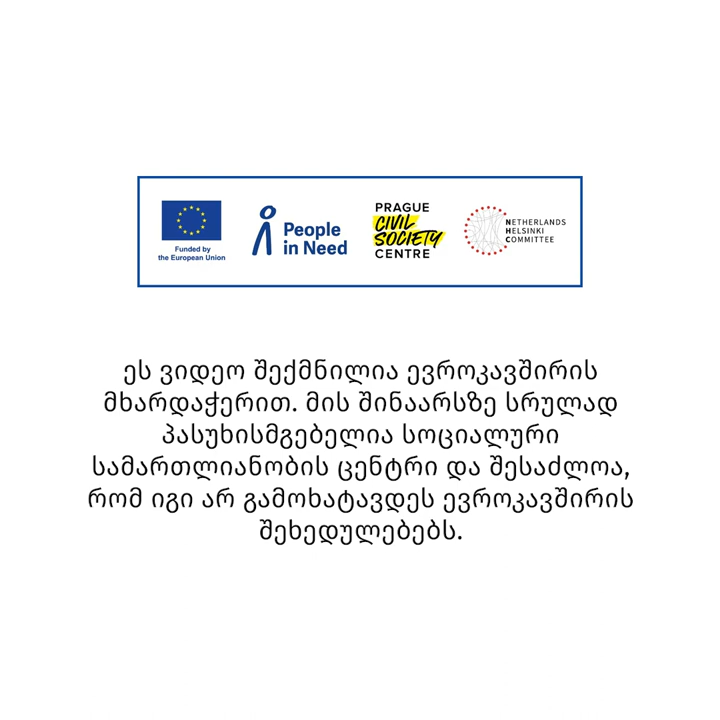 Funded by
the European Union
People
in Need
PRAGUE
CIVIL
SOCIETY
CENTRE
NETHERLANDS
HELSINKI
COMMITTEE
ეს ვიდეო შექმნილია ევროკავშირის
მხარდაჭერით. მის შინაარსზე სრულად
პასუხისმგებელია სოციალური
სამართლიანობის ცენტრი და შესაძლოა,
რომ იგი არ გამოხატავდეს ევროკავშირის
შეხედულებებს.